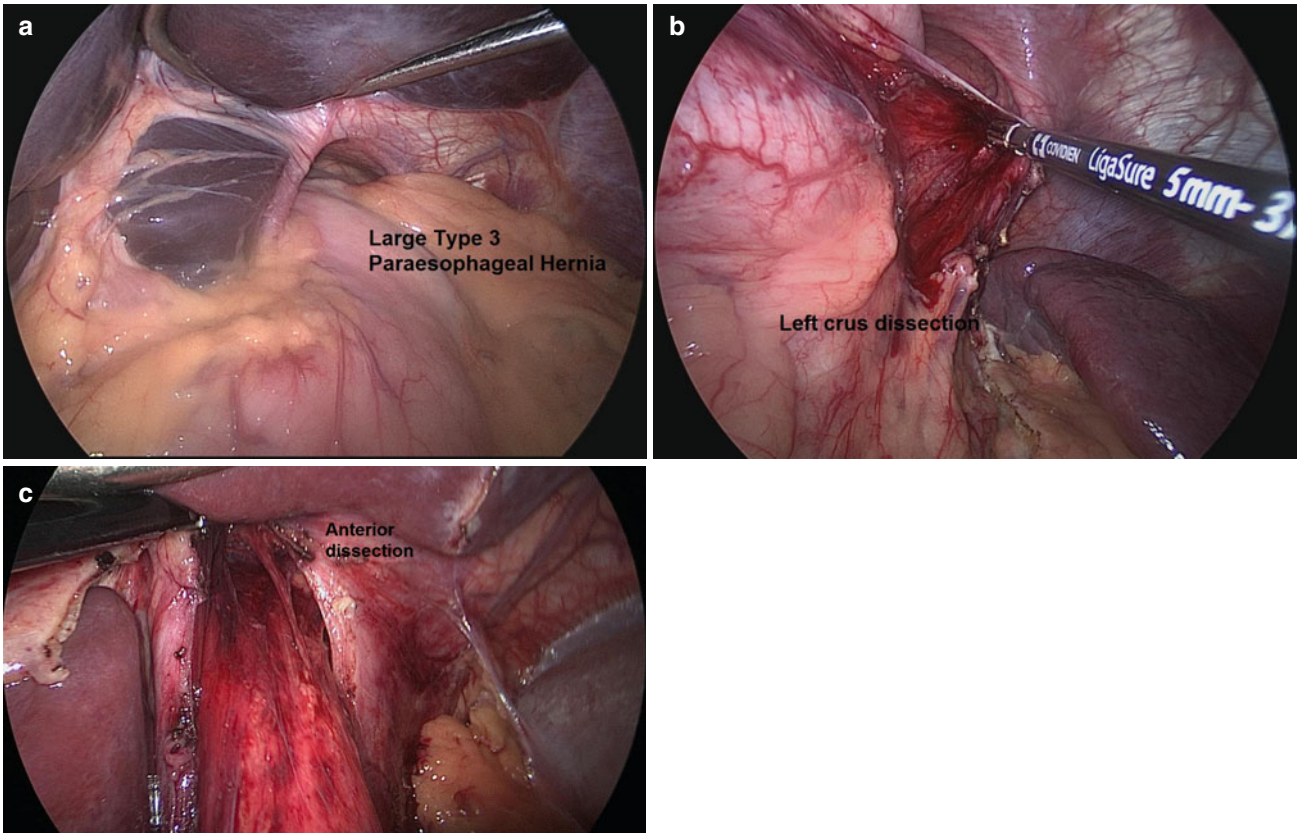 a
Large Type 3
Paraesophageal Hernia
b
COVIDIEN LigaSure 5mm-3
Left crus dissection
c
Anterior
dissection